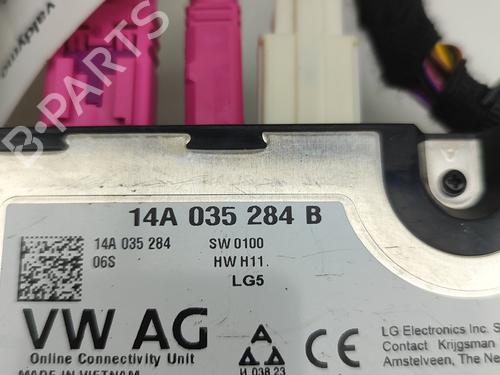 14A 035 284 B
14A 035 284 SW 0100
06S HW H11
LG5
VW AG
Online Connectivity Unit
MADE IN VIETNAM
A
CE
LG Electronics Inc.
Contact Krijgsman
Amstelveen, The
B-Parts